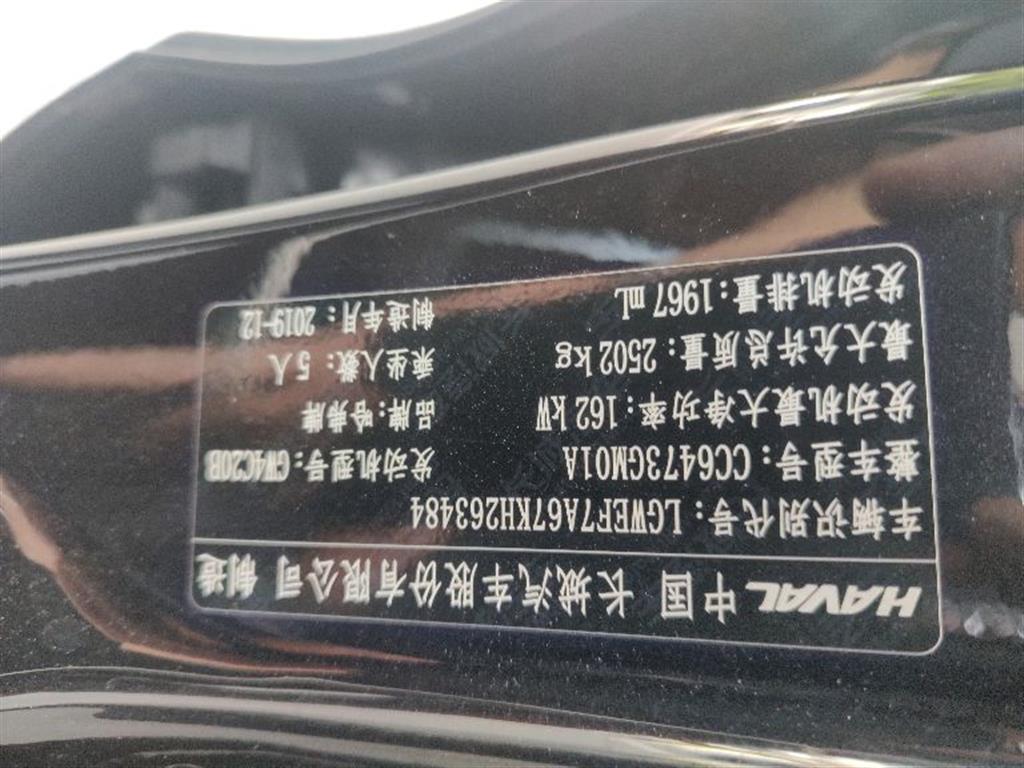 HAVAL 中国 长城汽车股份有限公司 制造
车辆识别代号：LGWEF7A67KH263484
整车型号：CC6473GM01A 发动机型号：GW4C20B
发动机最大净功率：162 kW 品牌：哈弗牌
最大允许总质量：2502 kg 乘坐人数：5 人
发动机排量：1967 mL 制造年月：2019-12